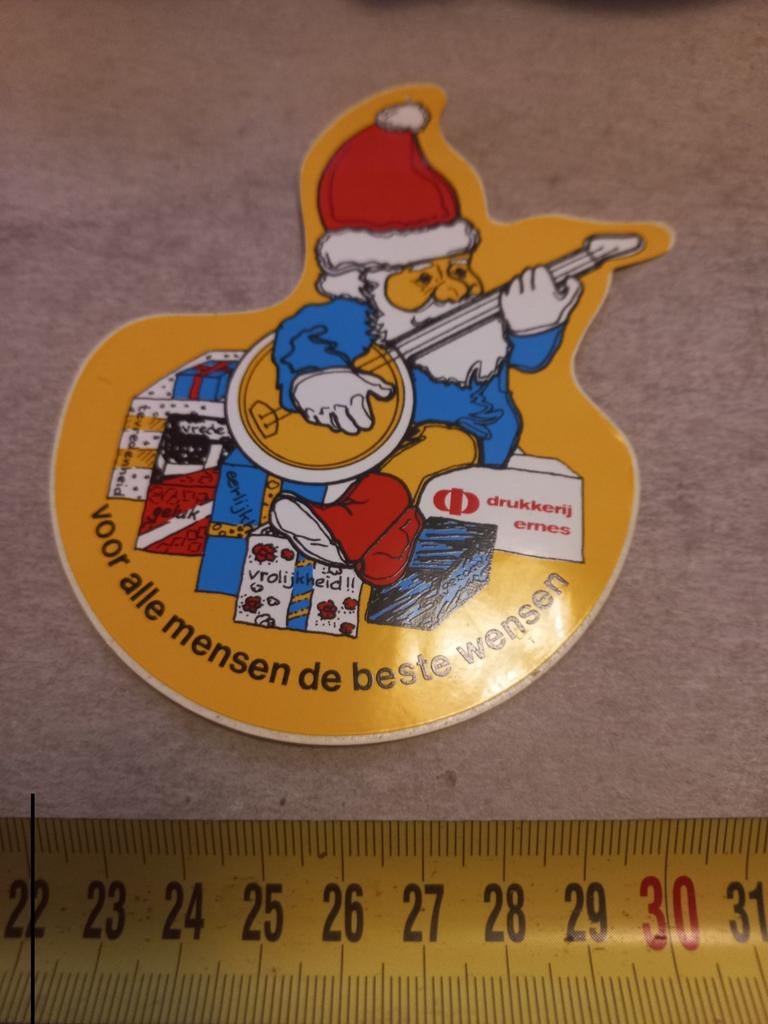 vrede
tevredenheid
geluk
eerlijk
vrolijkheid!!
drukkerij
ernes
voor alle mensen de beste wensen
22 23 24 25 26 27 28 29 30 31